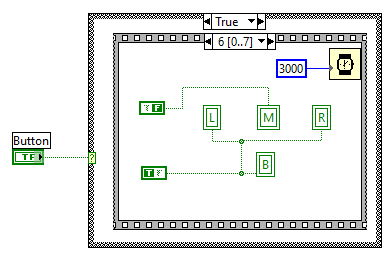 True
6 [0..7]
3000
F
L M R
Button
TF
?
T
B